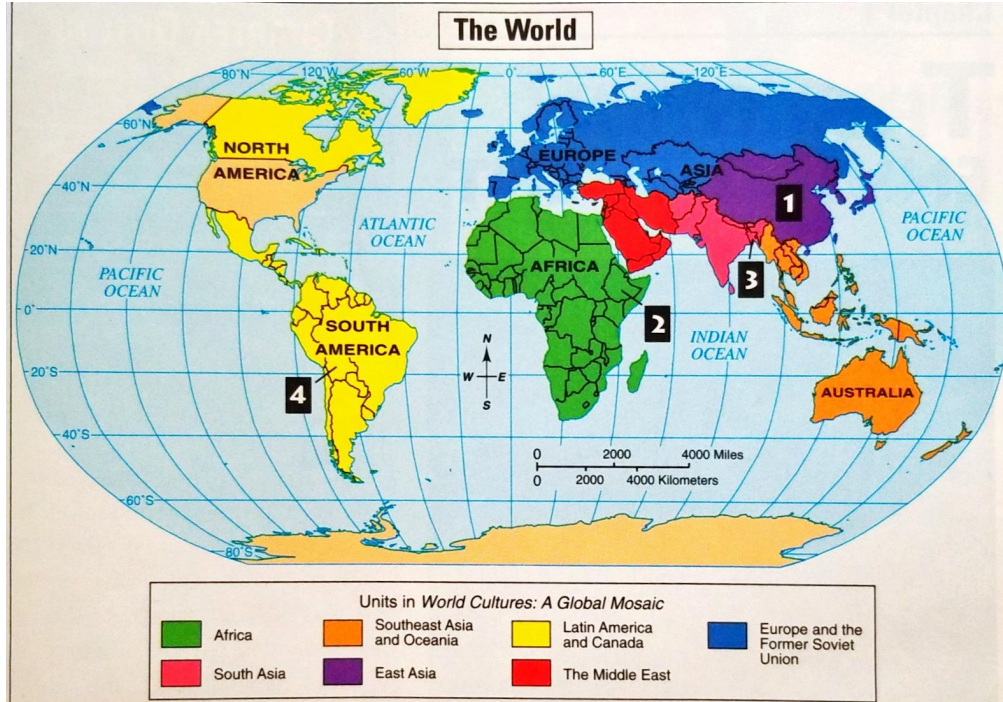 The World
80°N
120°W
60°W
0°
60°E
120°E
60°N
NORTH
AMERICA
EUROPE
ASIA
40°N
1
ATLANTIC
OCEAN
PACIFIC
OCEAN
20°N
AFRICA
3
PACIFIC
OCEAN
0°
SOUTH
AMERICA
2
INDIAN
OCEAN
N
W E
S
20°S
4
AUSTRALIA
40°S
0 2000 4000 Miles
0 2000 4000 Kilometers
60°S
80°S
Units in World Cultures: A Global Mosaic
Africa
Southeast Asia
and Oceania
Latin America
and Canada
Europe and the
Former Soviet
Union
South Asia
East Asia
The Middle East